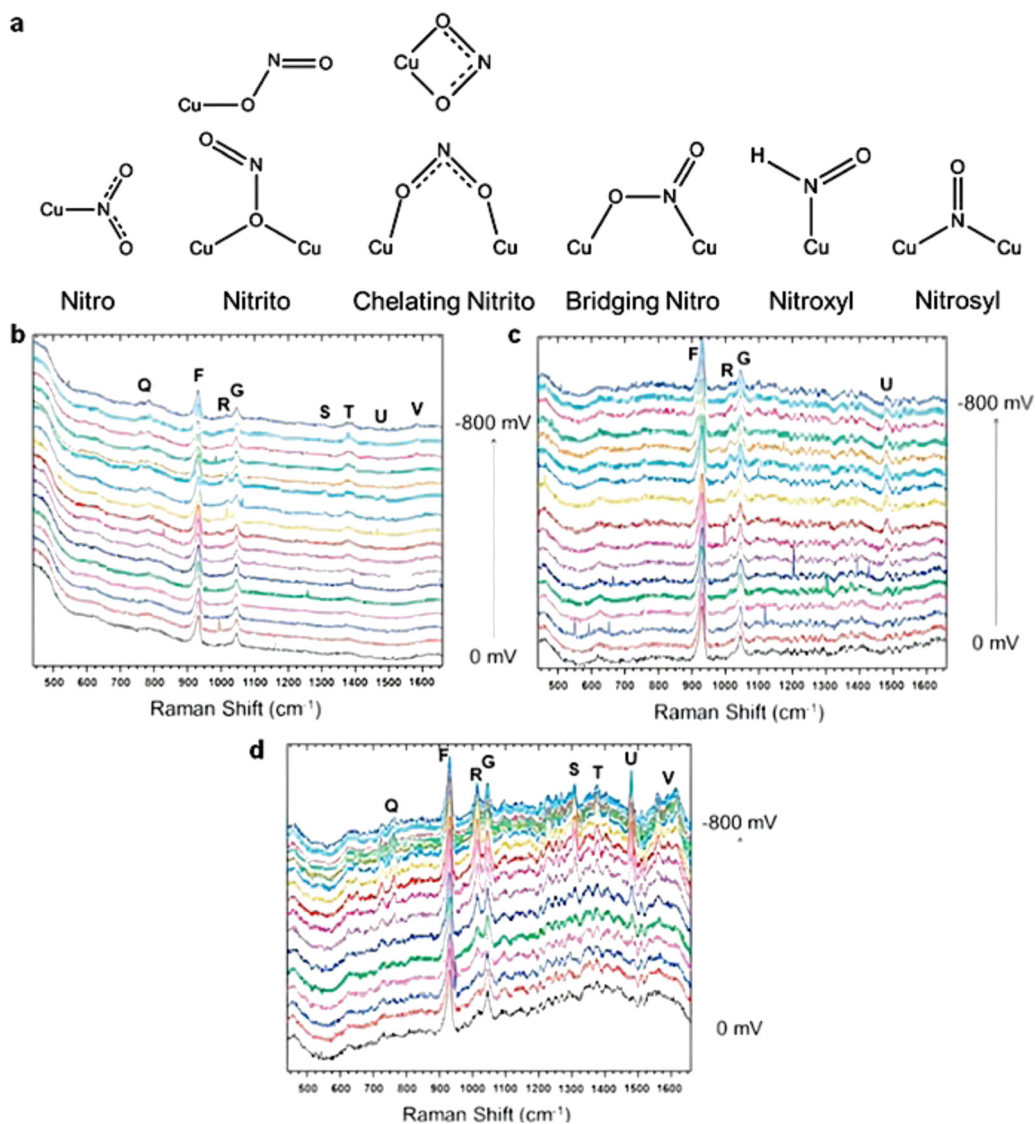 a
O
N
O
Cu
O
Cu
N
O
O
Cu
N
O
O
N
O
Cu
Cu
N
O
O
Cu
Cu
O
O
N
Cu
Cu
H
O
N
Cu
O
N
Cu
Cu
Nitro
Nitrito
Chelating Nitrito
Bridging Nitro
Nitroxyl
Nitrosyl
b
Q
F
R
G
S
T
U
V
-800 mV
0 mV
500 600 700 800 900 1000 1100 1200 1300 1400 1500 1600
Raman Shift (cm-1)
c
F
R
G
U
-800 mV
0 mV
500 600 700 800 900 1000 1100 1200 1300 1400 1500 1600
Raman Shift (cm-1)
d
Q
F
R
G
S
T
U
V
-800 mV
0 mV
500 600 700 800 900 1000 1100 1200 1300 1400 1500 1600
Raman Shift (cm-1)